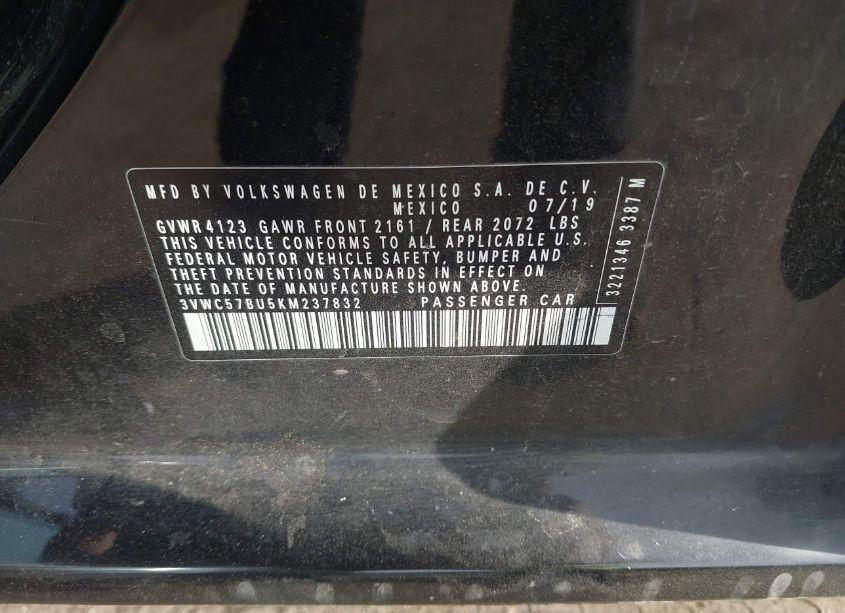 MFD BY VOLKSWAGEN DE MEXICO S.A. DE C.V.
MEXICO 07/19
GVWR 4123 GAWR FRONT 2161 / REAR 2072 LBS
THIS VEHICLE CONFORMS TO ALL APPLICABLE U.S.
FEDERAL MOTOR VEHICLE SAFETY, BUMPER AND
THEFT PREVENTION STANDARDS IN EFFECT ON
THE DATE OF MANUFACTURE SHOWN ABOVE.
3VWC57BU5KM237832 PASSENGER CAR
3221346 3387 M